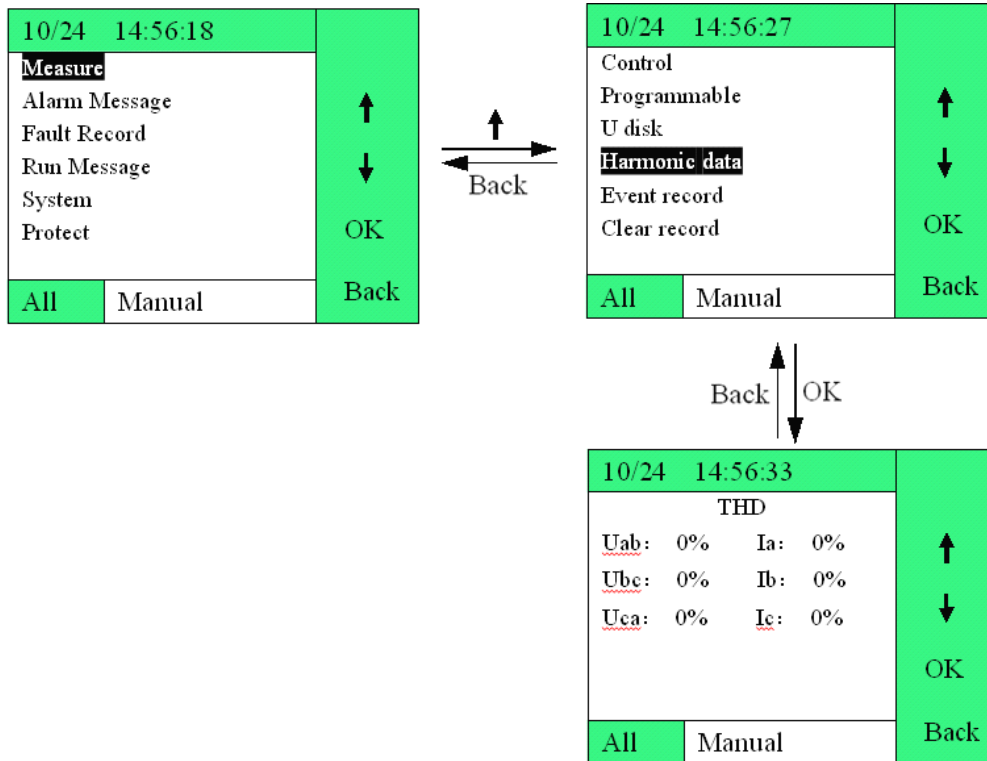 10/24 14:56:18
Measure
Alarm Message
Fault Record
Run Message
System
Protect
OK
Back
All Manual
Back
10/24 14:56:27
Control
Programmable
U disk
Harmonic data
Event record
Clear record
OK
Back
All Manual
Back OK
10/24 14:56:33
THD
Uab: 0% Ia: 0%
Ubc: 0% Ib: 0%
Uca: 0% Ic: 0%
OK
Back
All Manual